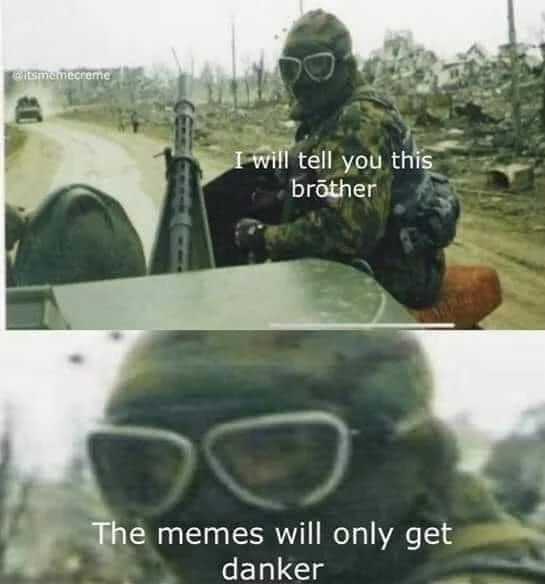 @itsmemecreme
I will tell you this
brōther
The memes will only get
danker